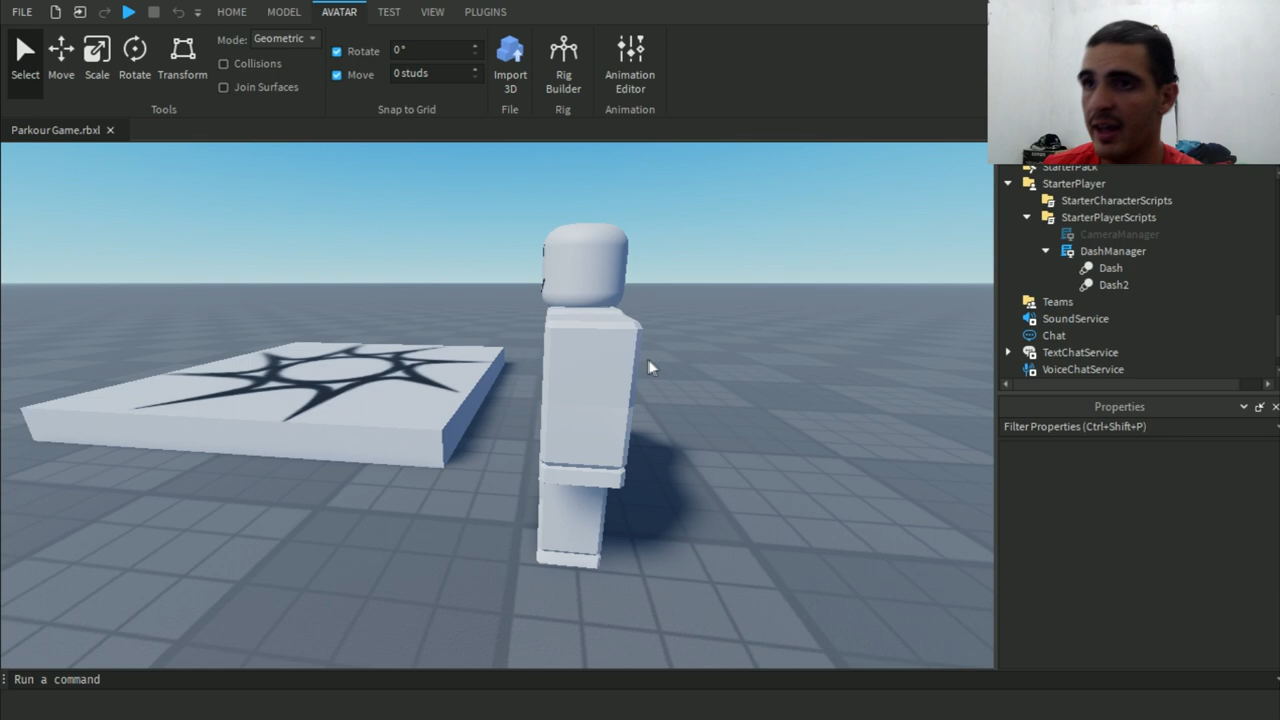 FILE HOME MODEL AVATAR TEST VIEW PLUGINS
Select
Move
Scale
Rotate
Transform
Mode: Geometric
Collisions
Join Surfaces
Tools
Rotate 0°
Move 0 studs
Snap to Grid
Import
3D
File
Rig
Builder
Rig
Animation
Editor
Animation
Parkour Game.rbxl
StarterPack
StarterPlayer
StarterCharacterScripts
StarterPlayerScripts
CameraManager
DashManager
Dash
Dash2
Teams
SoundService
Chat
TextChatService
VoiceChatService
Properties
Filter Properties (Ctrl+Shift+P)
Run a command